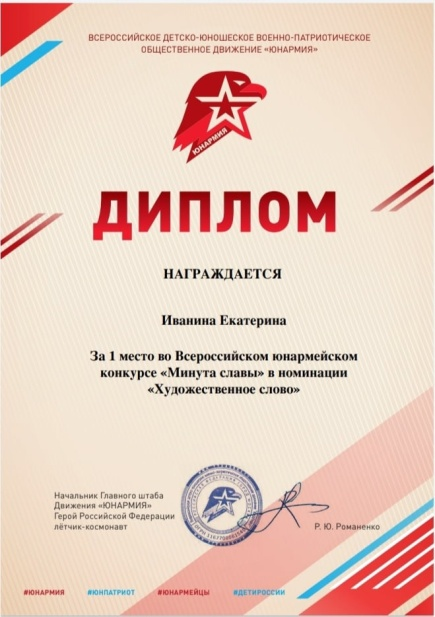 ВСЕРОССИЙСКОЕ ДЕТСКО-ЮНОШЕСКОЕ ВОЕННО-ПАТРИОТИЧЕСКОЕ
ОБЩЕСТВЕННОЕ ДВИЖЕНИЕ «ЮНАРМИЯ»
ЮНАРМИЯ
ДИПЛОМ
НАГРАЖДАЕТСЯ
Иванина Екатерина
За 1 место во Всероссийском юнармейском
конкурсе «Минута славы» в номинации
«Художественное слово»
Начальник Главного штаба
Движения «ЮНАРМИЯ»
Герой Российской Федерации
лётчик-космонавт
Р. Ю. Романенко
#ЮНАРМИЯ #ЮНПАТРИОТ #ЮНАРМЕЙЦЫ #ДЕТИРОССИИ